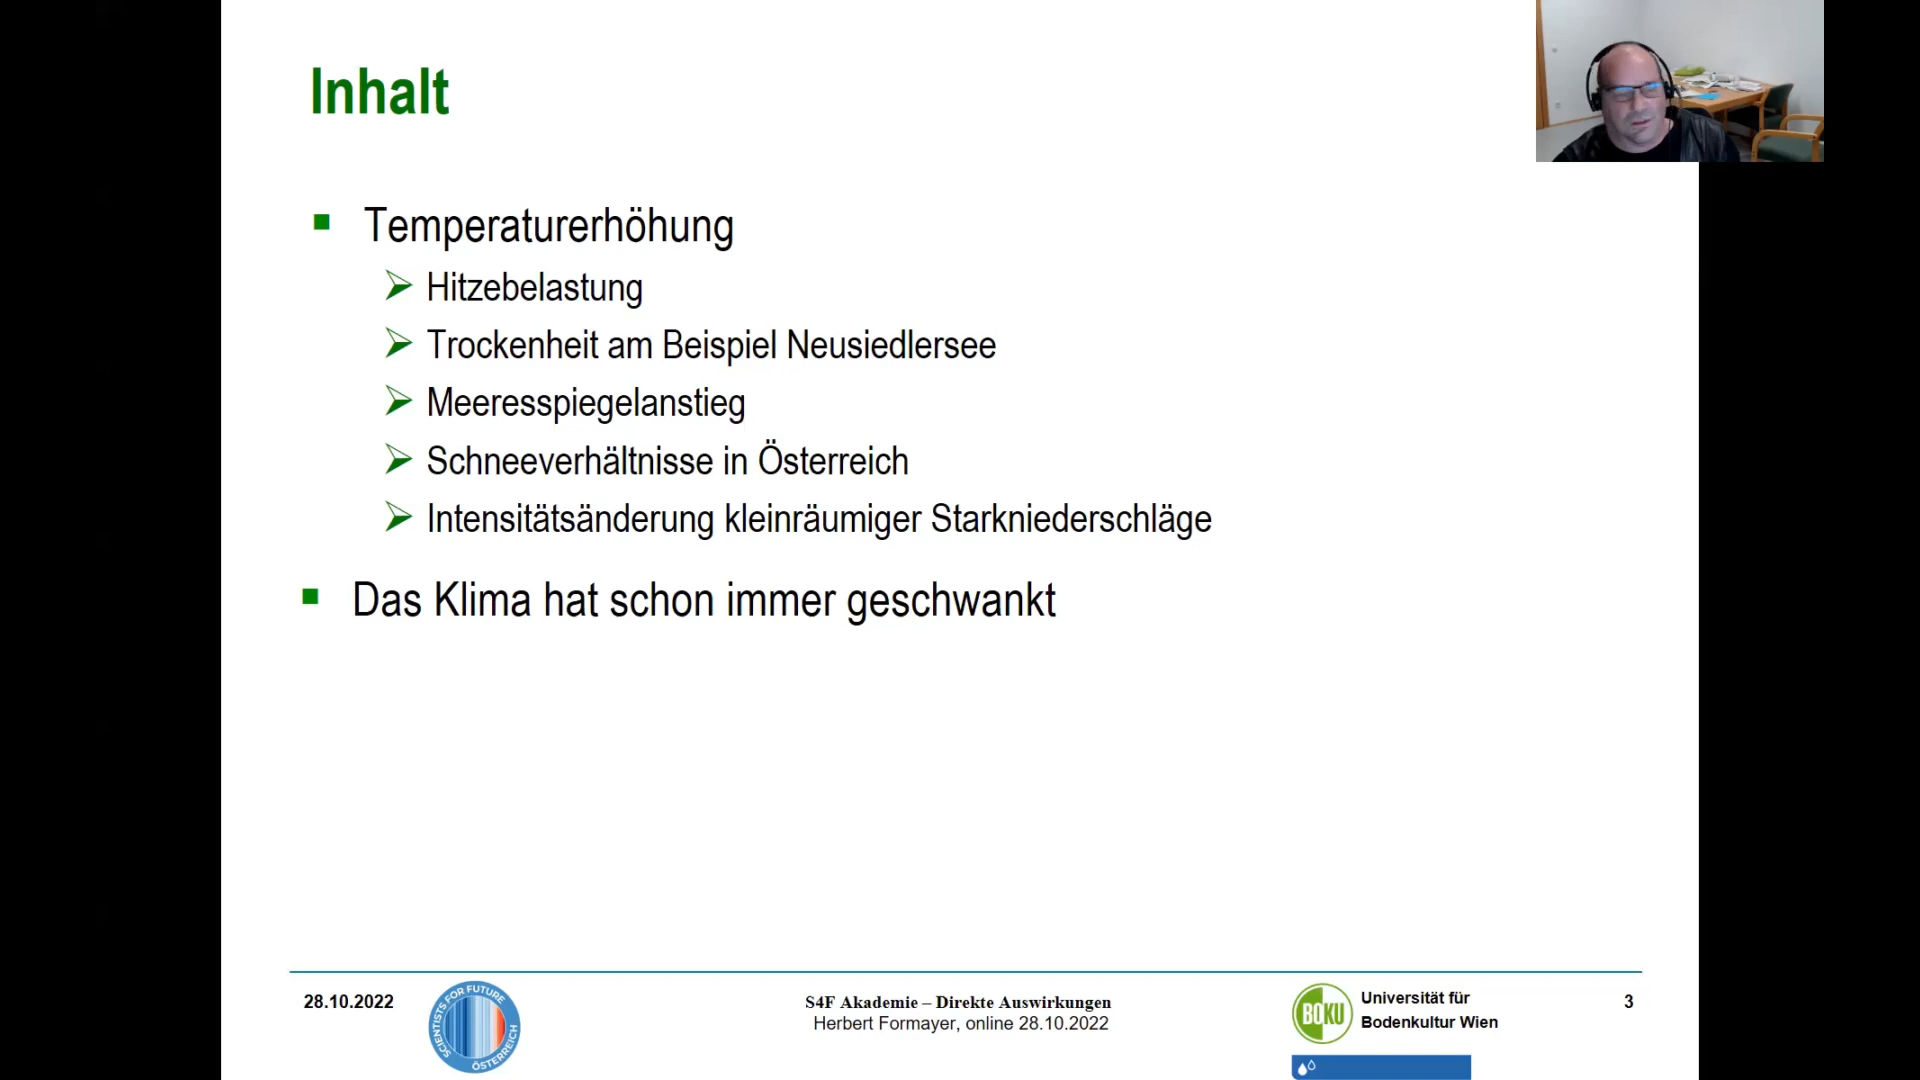 Inhalt
Temperaturerhöhung
Hitzebelastung
Trockenheit am Beispiel Neusiedlersee
Meeresspiegelanstieg
Schneeverhältnisse in Österreich
Intensitätsänderung kleinräumiger Starkniederschläge
Das Klima hat schon immer geschwankt
28.10.2022
SCIENTISTS FOR FUTURE
ÖSTERREICH
S4F Akademie – Direkte Auswirkungen
Herbert Formayer, online 28.10.2022
BOKU
Universität für
Bodenkultur Wien
3